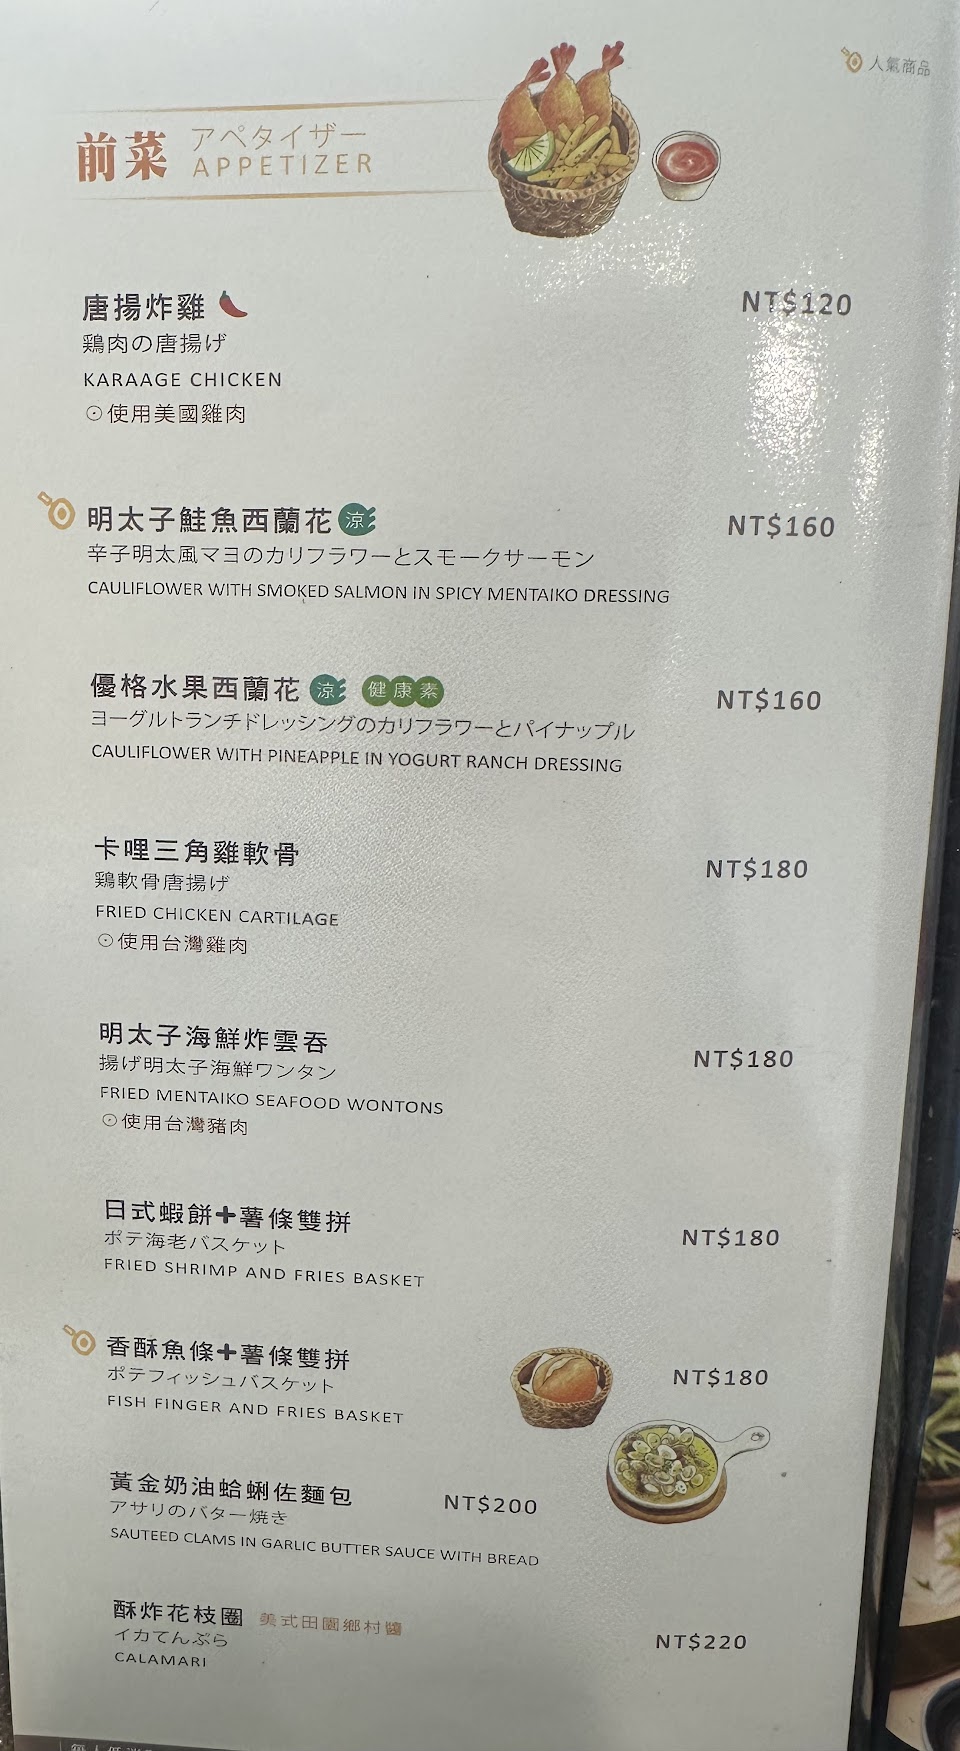 人氣商品
前菜
アペタイザー
APPETIZER
唐揚炸雞 NT$120
鶏肉の唐揚げ
KARAAGE CHICKEN
⊙使用美國雞肉
明太子鮭魚西蘭花 涼 NT$160
辛子明太風マヨのカリフラワーとスモークサーモン
CAULIFLOWER WITH SMOKED SALMON IN SPICY MENTAIKO DRESSING
優格水果西蘭花 涼 健康素 NT$160
ヨーグルトランチドレッシングのカリフラワーとパイナップル
CAULIFLOWER WITH PINEAPPLE IN YOGURT RANCH DRESSING
卡哩三角雞軟骨 NT$180
鶏軟骨唐揚げ
FRIED CHICKEN CARTILAGE
⊙使用台灣雞肉
明太子海鮮炸雲吞 NT$180
揚げ明太子海鮮ワンタン
FRIED MENTAIKO SEAFOOD WONTONS
⊙使用台灣豬肉
日式蝦餅+薯條雙拼 NT$180
ポテ海老バスケット
FRIED SHRIMP AND FRIES BASKET
香酥魚條+薯條雙拼 NT$180
ポテフィッシュバスケット
FISH FINGER AND FRIES BASKET
黃金奶油蛤蜊佐麵包 NT$200
アサリのバター焼き
SAUTEED CLAMS IN GARLIC BUTTER SAUCE WITH BREAD
酥炸花枝圈 美式田園鄉村醬 NT$220
イカてんぷら
CALAMARI